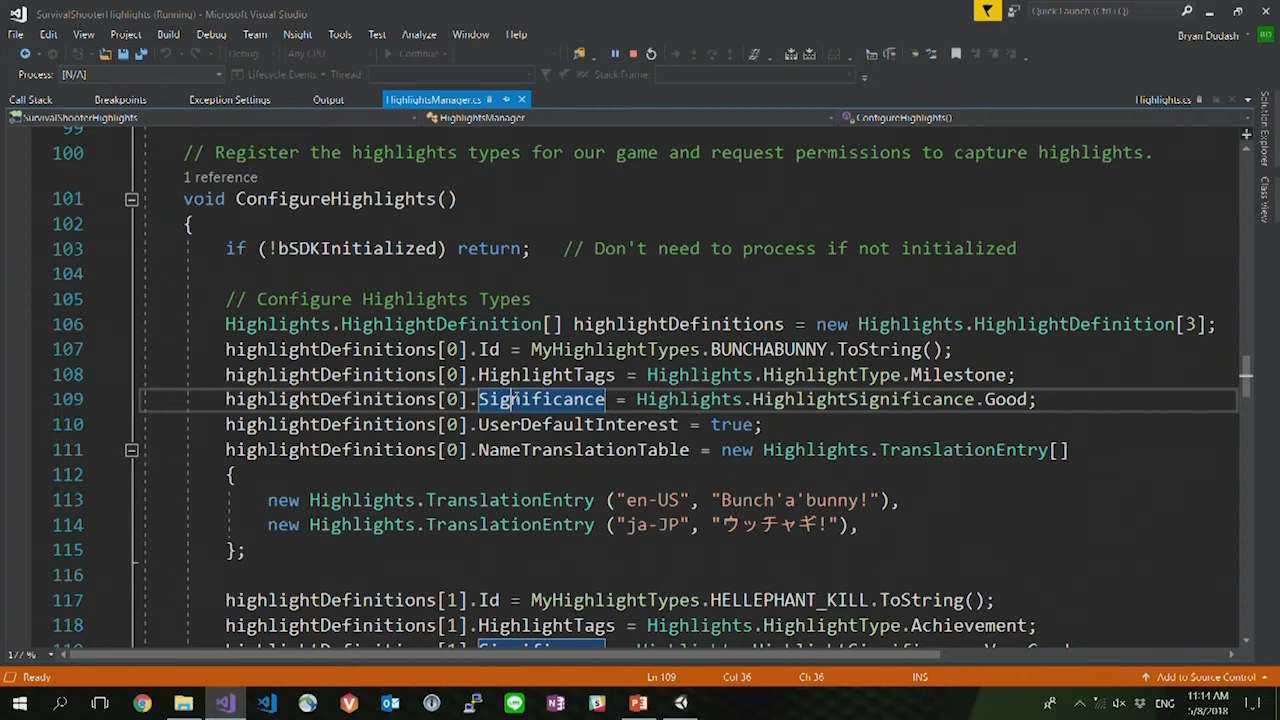 SurvivalShooterHighlights (Running) - Microsoft Visual Studio
Quick Launch (Ctrl+Q)
File Edit View Project Build Debug Team Nsight Tools Test Analyze Window Help
Bryan Dudash BD
Debug Any CPU Continue
Process: [N/A] Lifecycle Events Thread: Stack Frame:
Call Stack Breakpoints Exception Settings Output HighlightsManager.cs Highlights.cs
SurvivalShooterHighlights HighlightsManager ConfigureHighlights()
Solution Explorer
Class View
99
100 // Register the highlights types for our game and request permissions to capture highlights.
1 reference
101 void ConfigureHighlights()
102 {
103 if (!bSDKInitialized) return; // Don't need to process if not initialized
104
105 // Configure Highlights Types
106 Highlights.HighlightDefinition[] highlightDefinitions = new Highlights.HighlightDefinition[3];
107 highlightDefinitions[0].Id = MyHighlightTypes.BUNCHABUNNY.ToString();
108 highlightDefinitions[0].HighlightTags = Highlights.HighlightType.Milestone;
109 highlightDefinitions[0].Significance = Highlights.HighlightSignificance.Good;
110 highlightDefinitions[0].UserDefaultInterest = true;
111 highlightDefinitions[0].NameTranslationTable = new Highlights.TranslationEntry[]
112 {
113 new Highlights.TranslationEntry ("en-US", "Bunch'a'bunny!"),
114 new Highlights.TranslationEntry ("ja-JP", "ウッチャギ!"),
115 };
116
117 highlightDefinitions[1].Id = MyHighlightTypes.HELLEPHANT_KILL.ToString();
118 highlightDefinitions[1].HighlightTags = Highlights.HighlightType.Achievement;
177 %
Ready Ln 109 Col 36 Ch 36 INS Add to Source Control
ENG 11:14 AM
5/8/2018